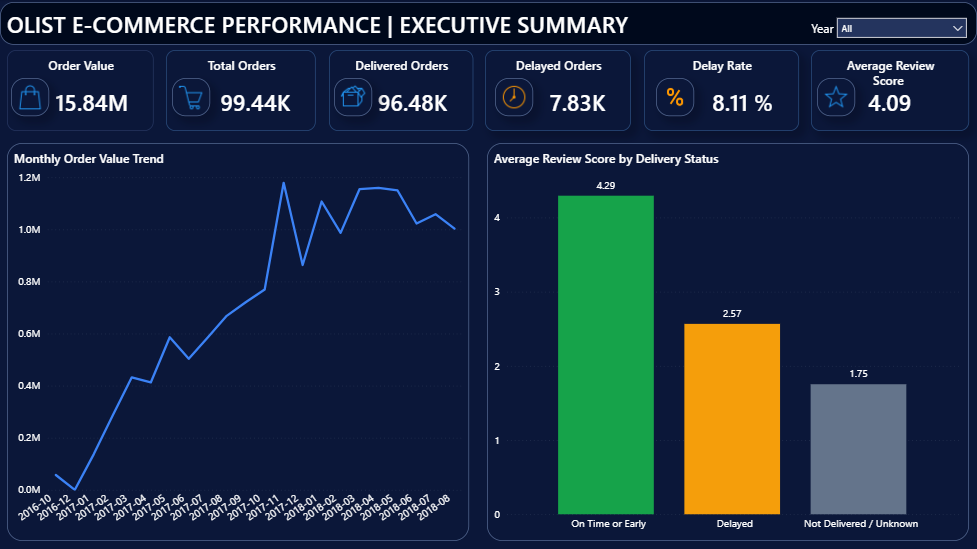 OLIST E-COMMERCE PERFORMANCE | EXECUTIVE SUMMARY
Year
All
Order Value
15.84M
Total Orders
99.44K
Delivered Orders
96.48K
Delayed Orders
7.83K
Delay Rate
%
8.11 %
Average Review
Score
4.09
Monthly Order Value Trend
1.2M
1.0M
0.8M
0.6M
0.4M
0.2M
0.0M
2016-10
2016-12
2017-01
2017-02
2017-03
2017-04
2017-05
2017-06
2017-07
2017-08
2017-09
2017-10
2017-11
2017-12
2018-01
2018-02
2018-03
2018-04
2018-05
2018-06
2018-07
2018-08
Average Review Score by Delivery Status
4
3
2
1
0
4.29
2.57
1.75
On Time or Early
Delayed
Not Delivered / Unknown